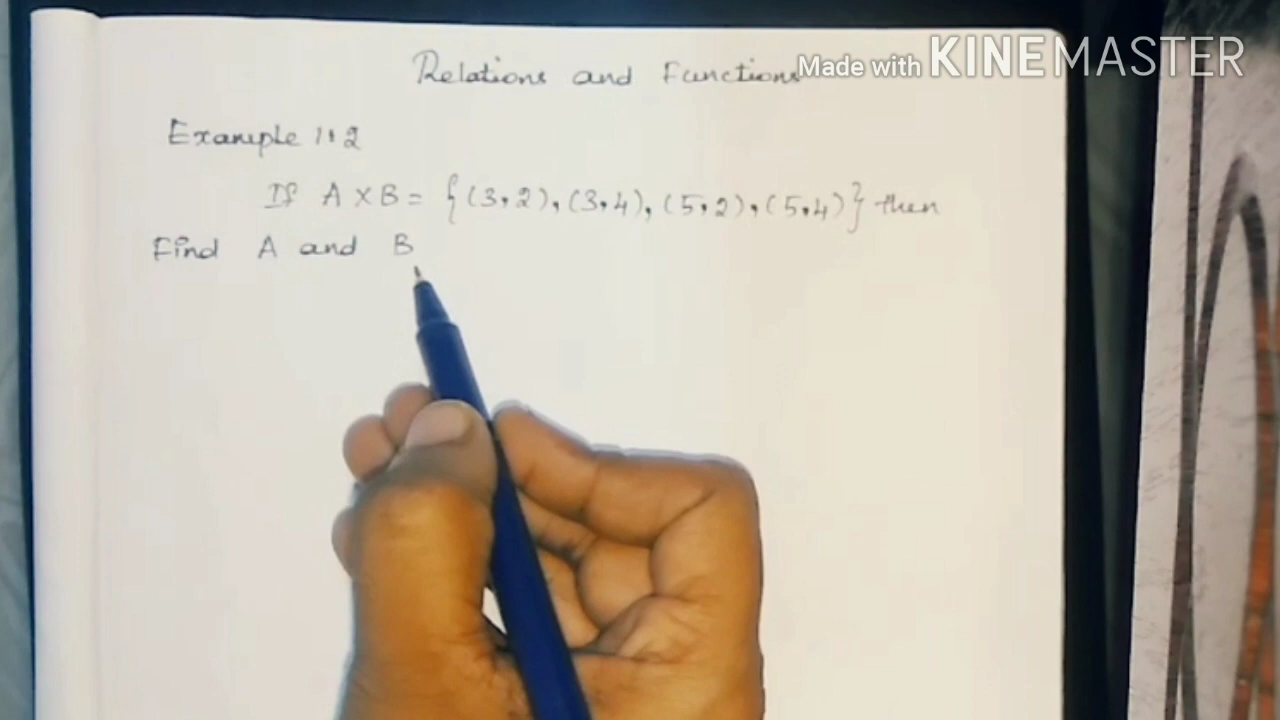 Relations and Functions
Made with KINEMASTER
Example 1.2
If A × B = {(3,2), (3,4), (5,2), (5,4)} then
Find A and B